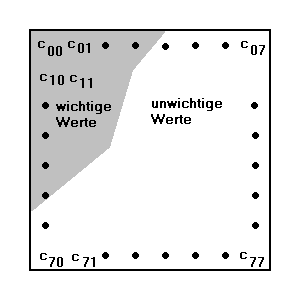 c00 c01 c07
c10 c11
wichtige
Werte
unwichtige
Werte
c70 c71 c77